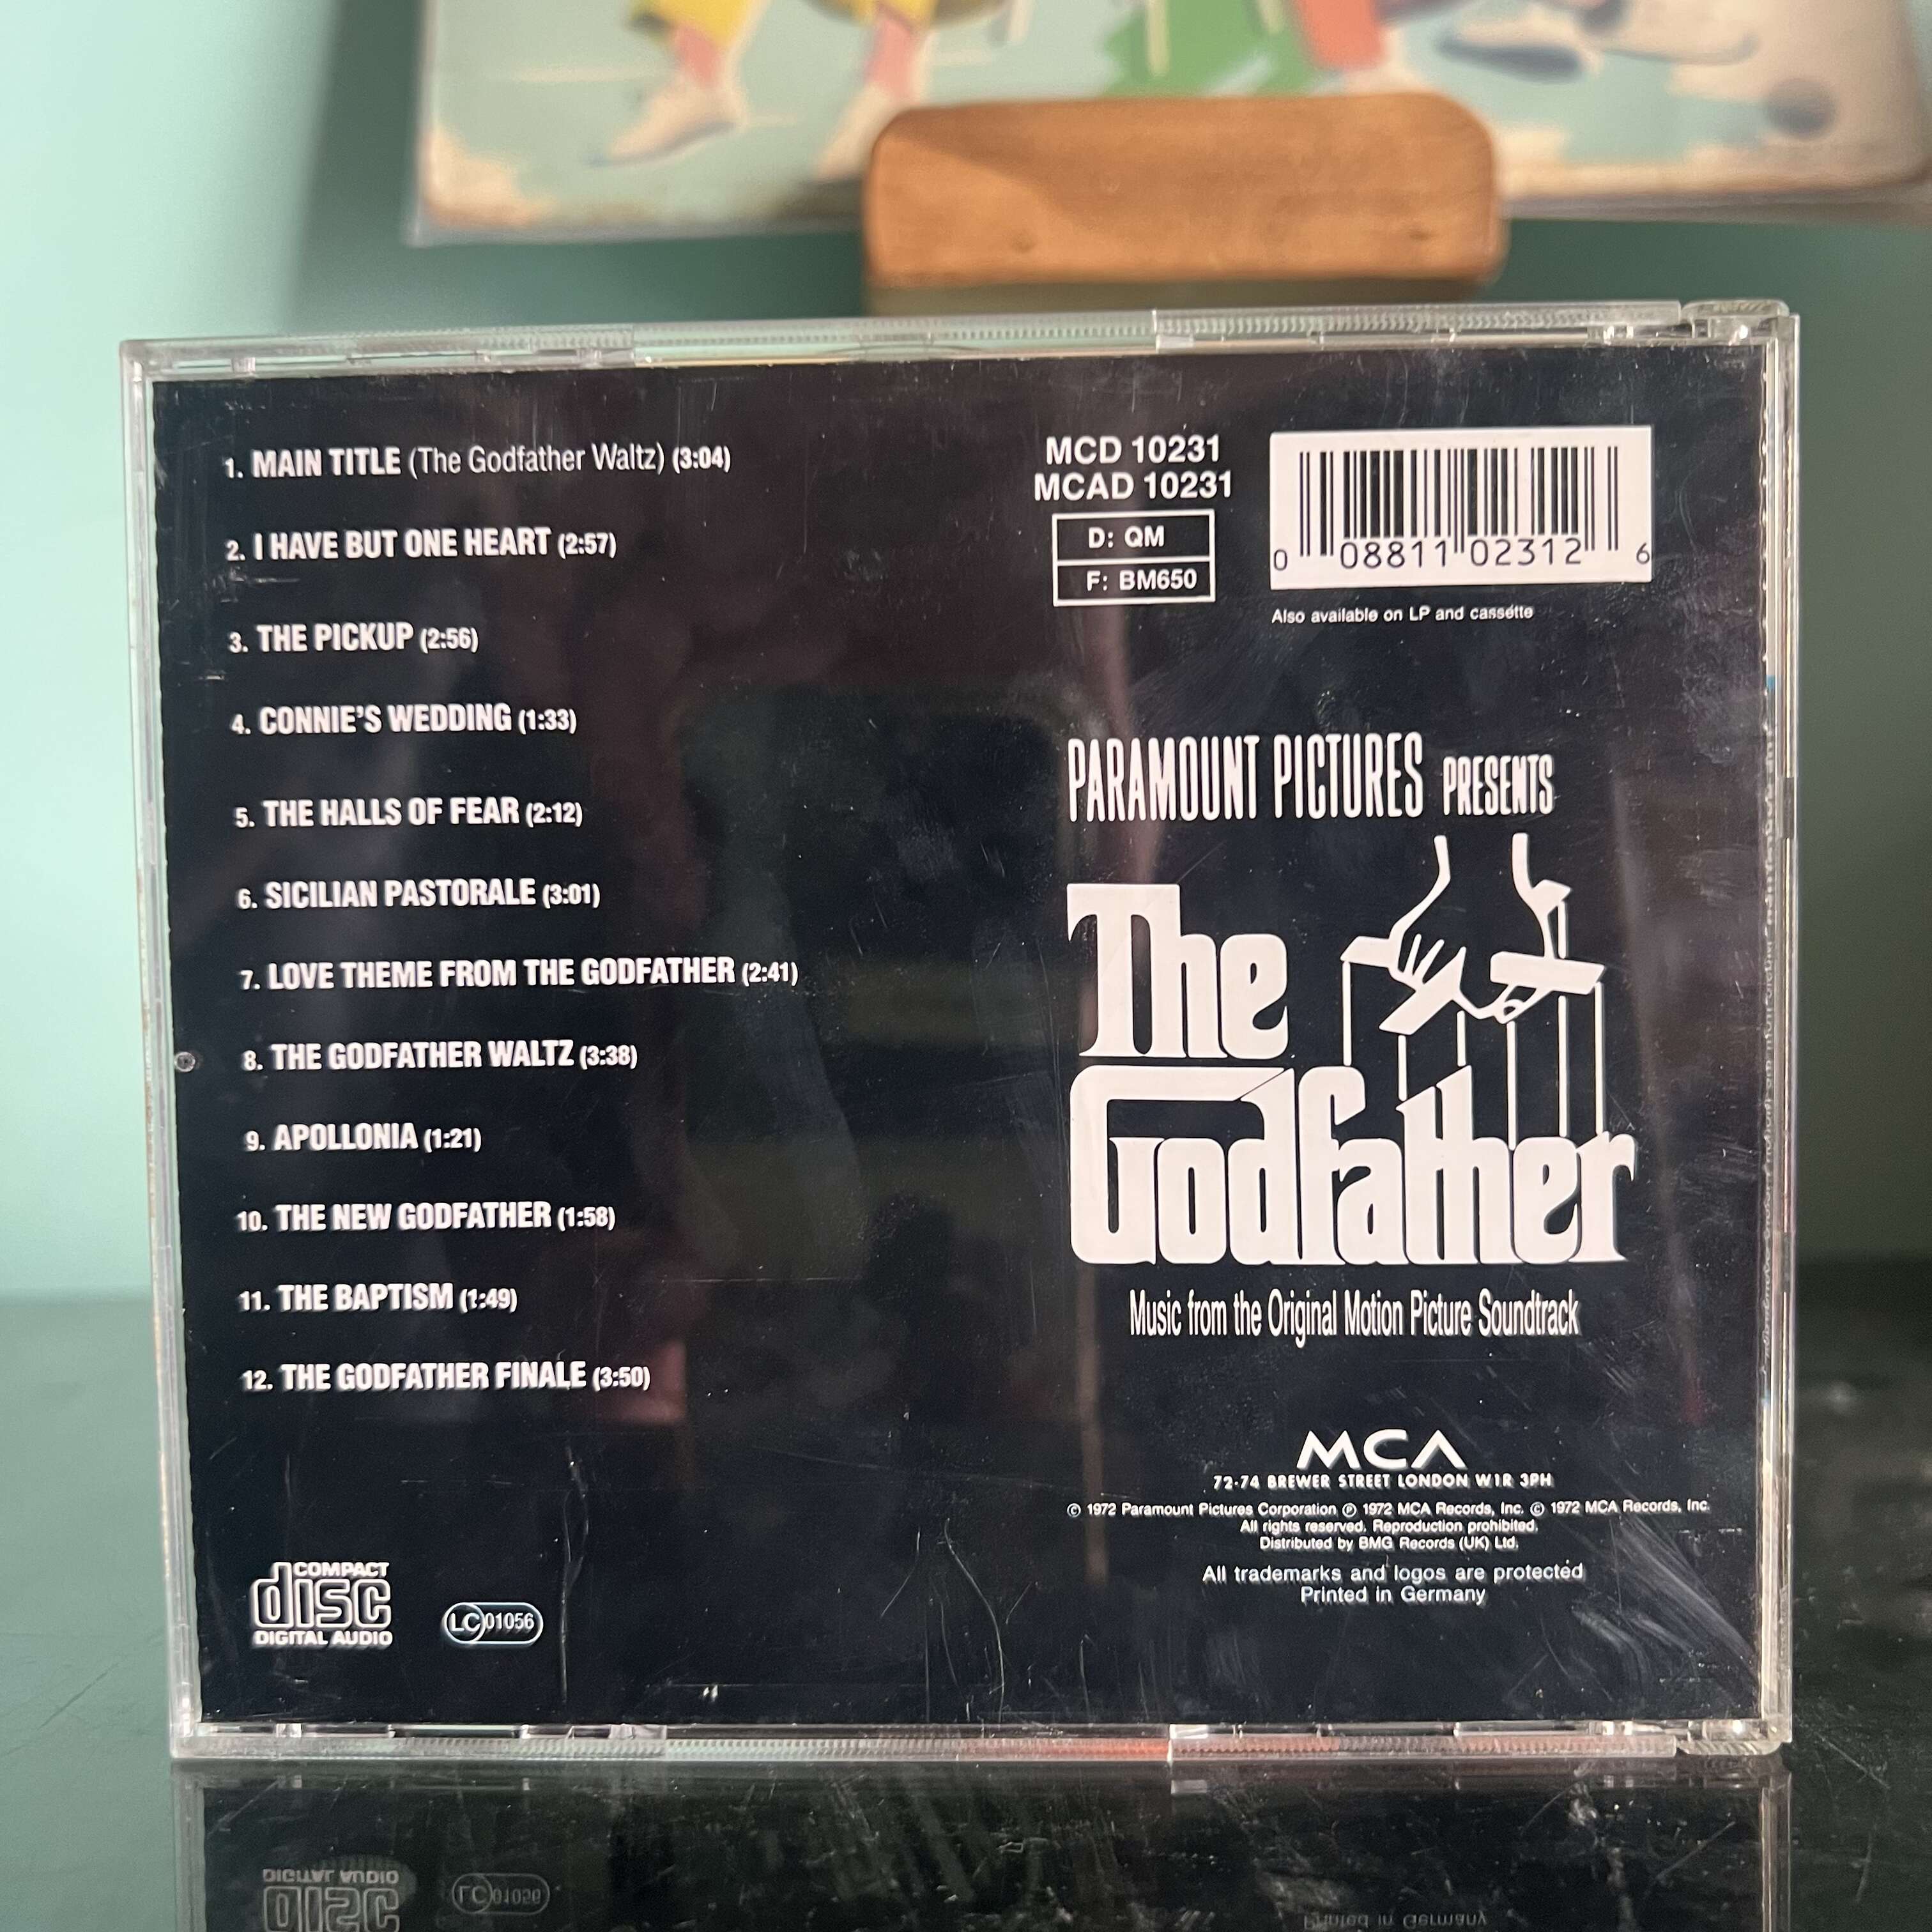 1. MAIN TITLE (The Godfather Waltz) (3:04)
2. I HAVE BUT ONE HEART (2:57)
3. THE PICKUP (2:56)
4. CONNIE'S WEDDING (1:33)
5. THE HALLS OF FEAR (2:12)
6. SICILIAN PASTORALE (3:01)
7. LOVE THEME FROM THE GODFATHER (2:41)
8. THE GODFATHER WALTZ (3:38)
9. APOLLONIA (1:21)
10. THE NEW GODFATHER (1:58)
11. THE BAPTISM (1:49)
12. THE GODFATHER FINALE (3:50)
COMPACT
disc
DIGITAL AUDIO
LC 01056
MCD 10231
MCAD 10231
D: QM
F: BM650
0 08811 02312 6
Also available on LP and cassette
PARAMOUNT PICTURES PRESENTS
The
Godfather
Music from the Original Motion Picture Soundtrack
MCA
72-74 BREWER STREET LONDON W1R 3PH
© 1972 Paramount Pictures Corporation ℗ 1972 MCA Records, Inc. © 1972 MCA Records, Inc
All rights reserved. Reproduction prohibited.
Distributed by BMG Records (UK) Ltd.
All trademarks and logos are protected
Printed in Germany